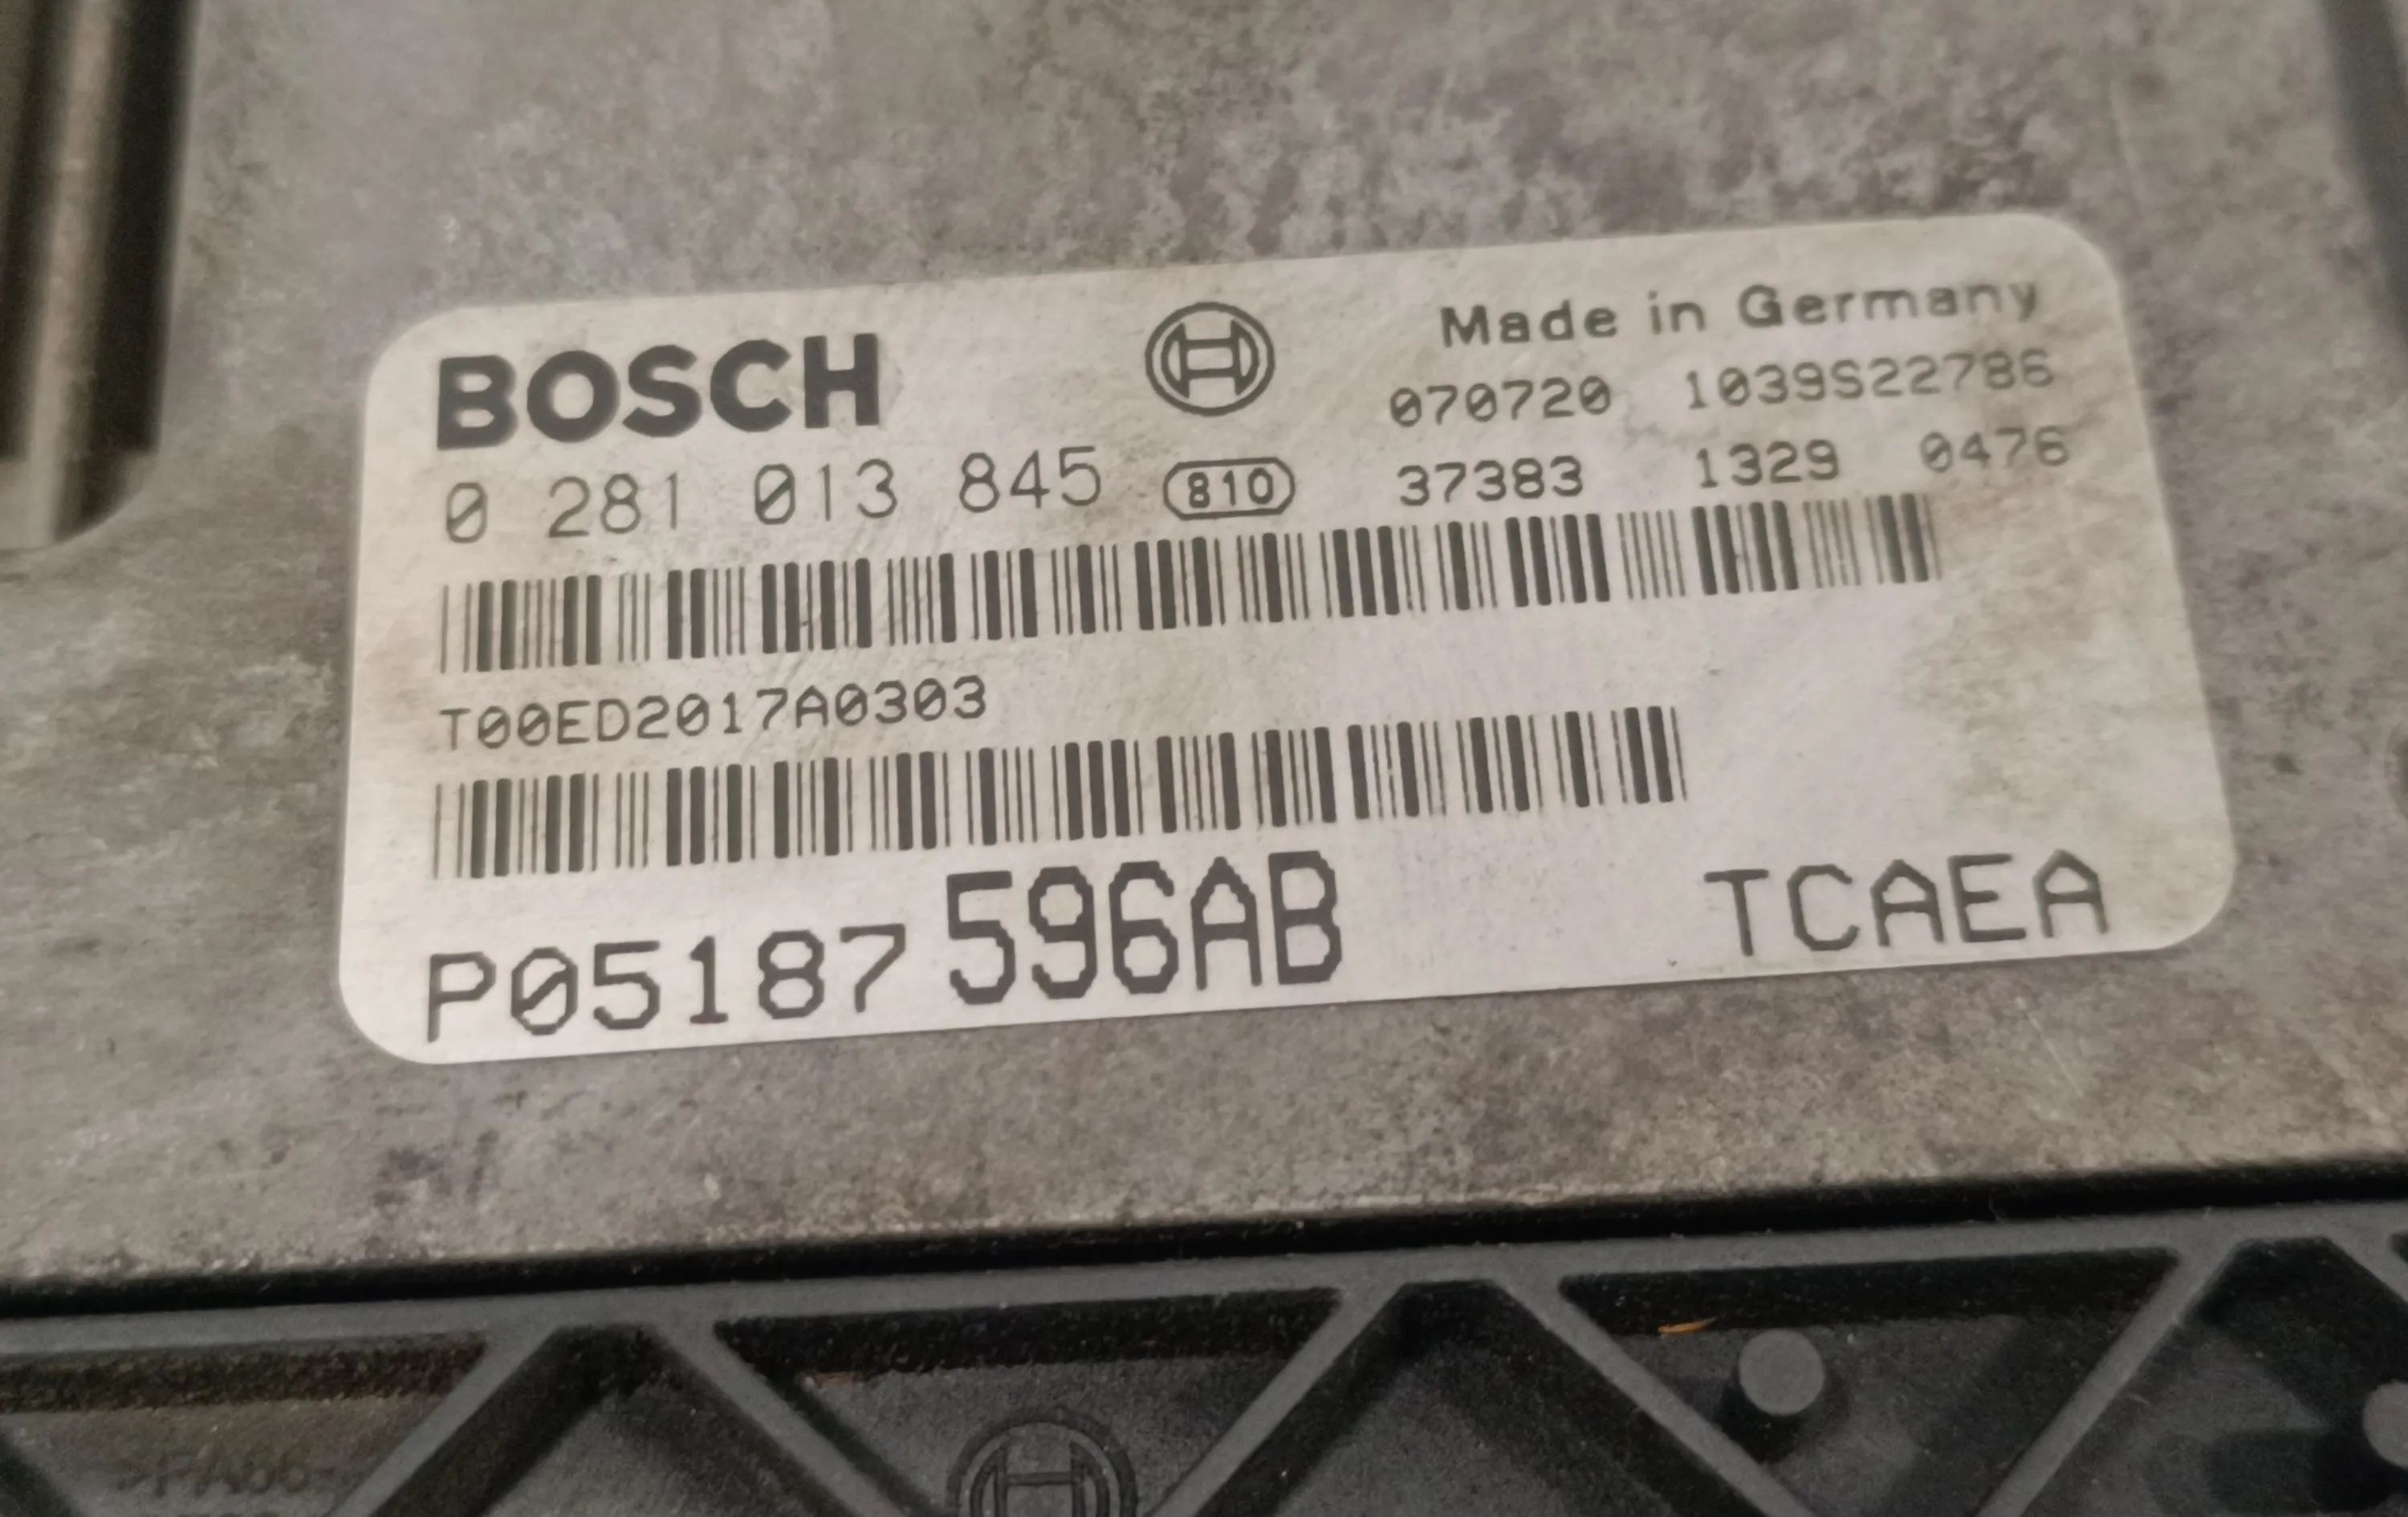 BOSCH
Made in Germany
070720 1039S22786
0 281 013 845 810 37383 1329 0476
T00ED2017A0303
P05187596AB TCAEA